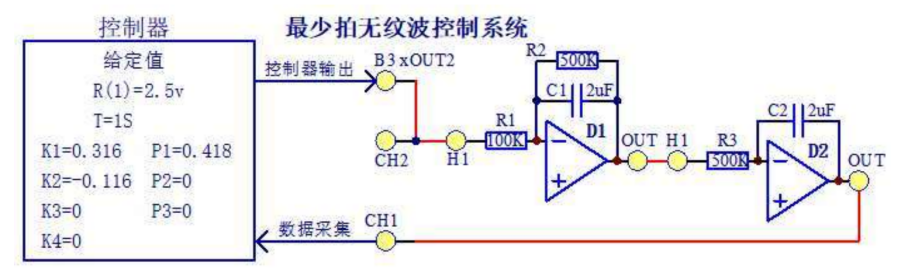 控制器
最少拍无纹波控制系统
给定值
R(1)=2.5v
T=1S
K1=0.316 P1=0.418
K2=-0.116 P2=0
K3=0 P3=0
K4=0
控制器输出
B3 xOUT2
CH2
H1
R1
100K
R2
500K
C1 2uF
D1
OUT H1
R3
500K
C2 2uF
D2
OUT
数据采集
CH1